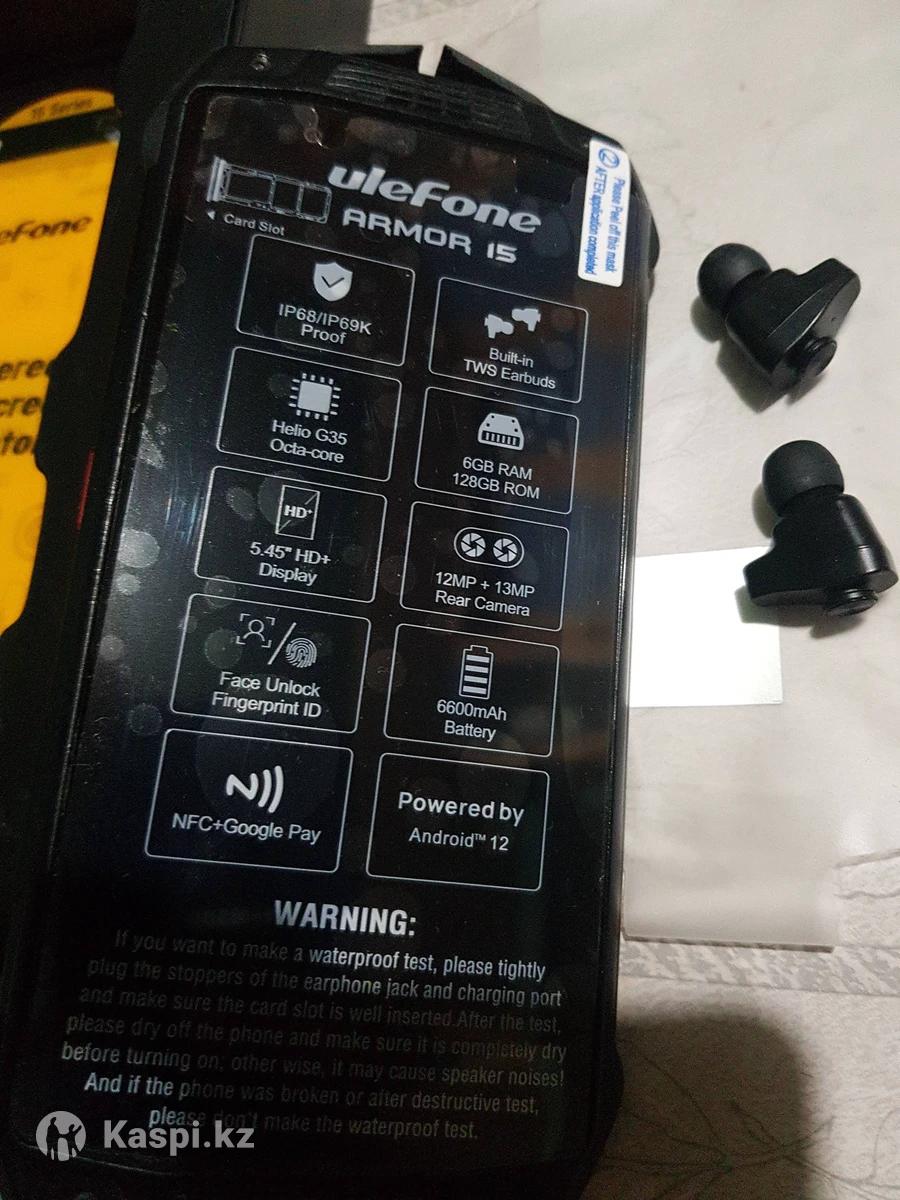 15 Series
eFone
ulefone
ARMOR 15
Card Slot
② Please Peel off this mask
AFTER application completed
IP68/IP69K
Proof
Built-in
TWS Earbuds
Helio G35
Octa-core
6GB RAM
128GB ROM
HD+
5.45" HD+
Display
12MP + 13MP
Rear Camera
Face Unlock
Fingerprint ID
6600mAh
Battery
NFC+Google Pay
Powered by
Android™ 12
WARNING:
If you want to make a waterproof test, please tightly
plug the stoppers of the earphone jack and charging port
and make sure the card slot is well inserted.After the test,
please dry off the phone and make sure it is completely dry
before turning on, other wise, it may cause speaker noises!
And if the phone was broken or after destructive test,
please don't make the waterproof test.
Kaspi.kz